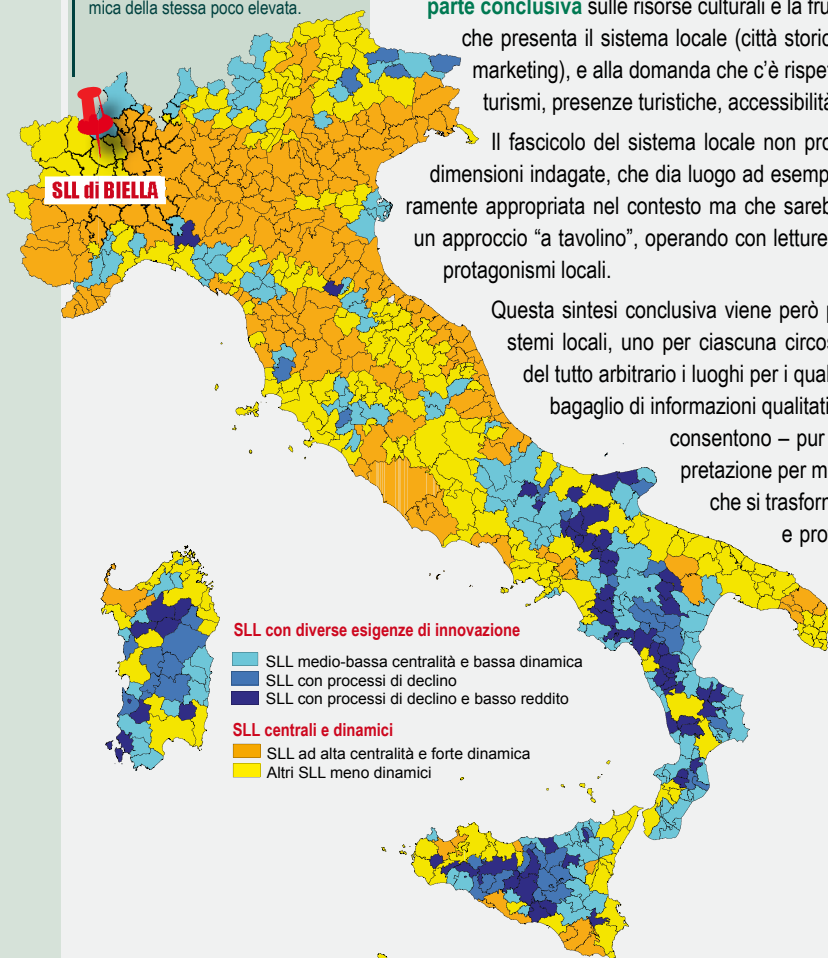 mica della stessa poco elevata.
parte conclusiva sulle risorse culturali e la fru
che presenta il sistema locale (città storic
marketing), e alla domanda che c'è rispe
turismi, presenze turistiche, accessibilità
Il fascicolo del sistema locale non pro
dimensioni indagate, che dia luogo ad esemp
ramente appropriata nel contesto ma che sareb
un approccio "a tavolino", operando con letture
protagonismi locali.
Questa sintesi conclusiva viene però p
stemi locali, uno per ciascuna circos
del tutto arbitrario i luoghi per i qual
bagaglio di informazioni qualitati
consentono – pur
pretazione per m
che si trasform
e pro
SLL di BIELLA
SLL con diverse esigenze di innovazione
SLL medio-bassa centralità e bassa dinamica
SLL con processi di declino
SLL con processi di declino e basso reddito
SLL centrali e dinamici
SLL ad alta centralità e forte dinamica
Altri SLL meno dinamici